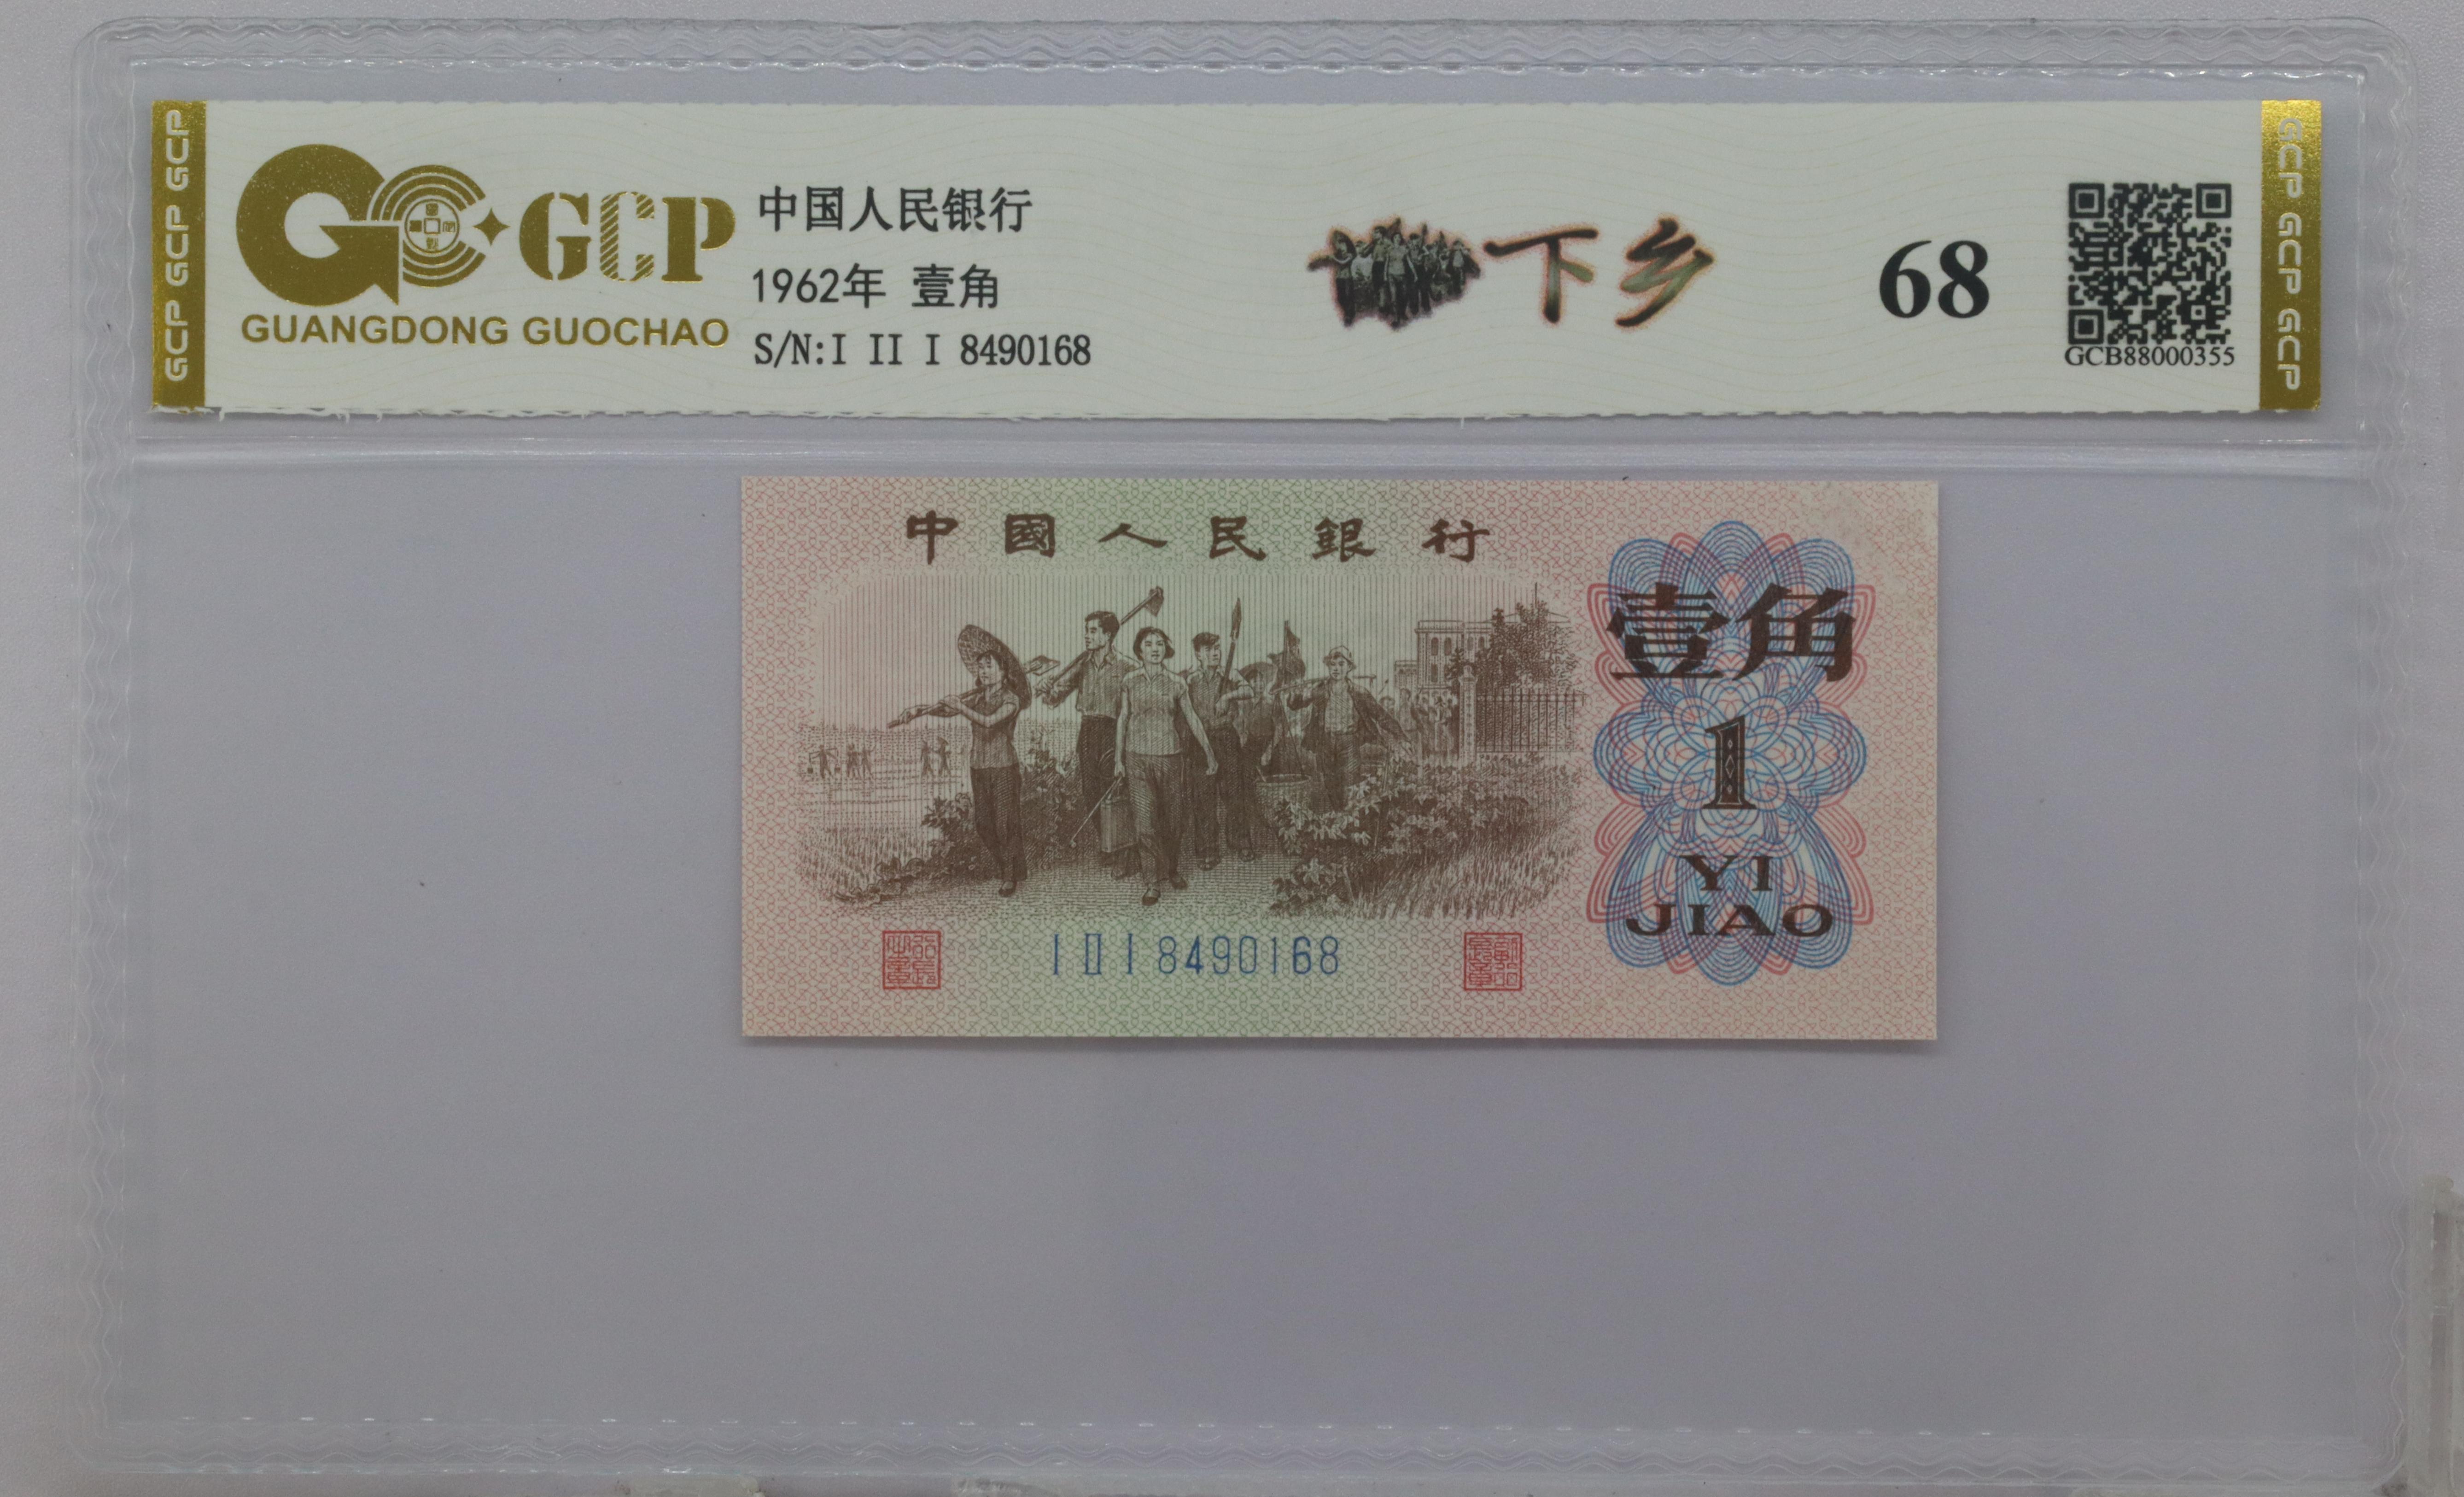 GCP GCP GCP
GCP
GUANGDONG GUOCHAO
中国人民银行
1962年 壹角
S/N:I II I 8490168
下乡
68
GCB88000355
GCP GCP GCP
中國人民銀行
壹角
1
YI
JIAO
I II I 8490168